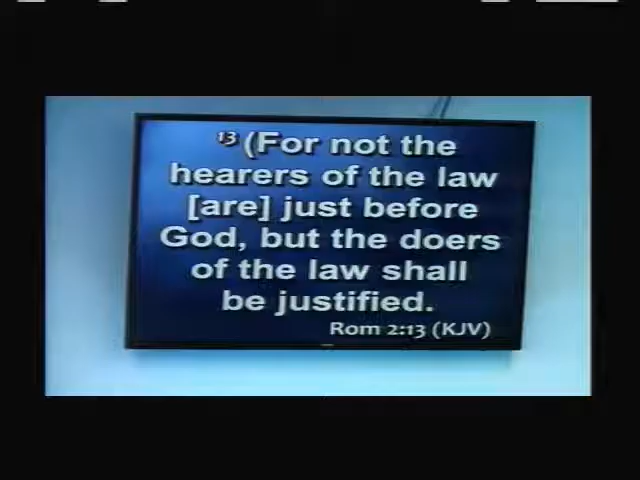 13 (For not the
hearers of the law
[are] just before
God, but the doers
of the law shall
be justified.
Rom 2:13 (KJV)